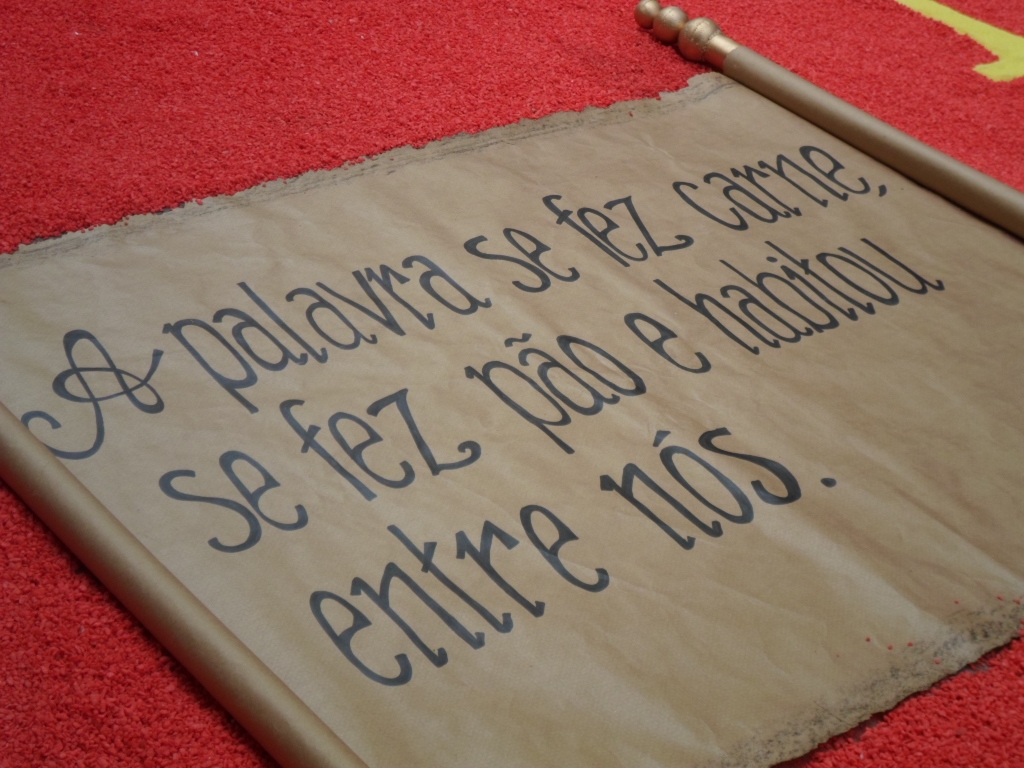 A palavra se fez carne,
se fez pão e habitou
entre nós.